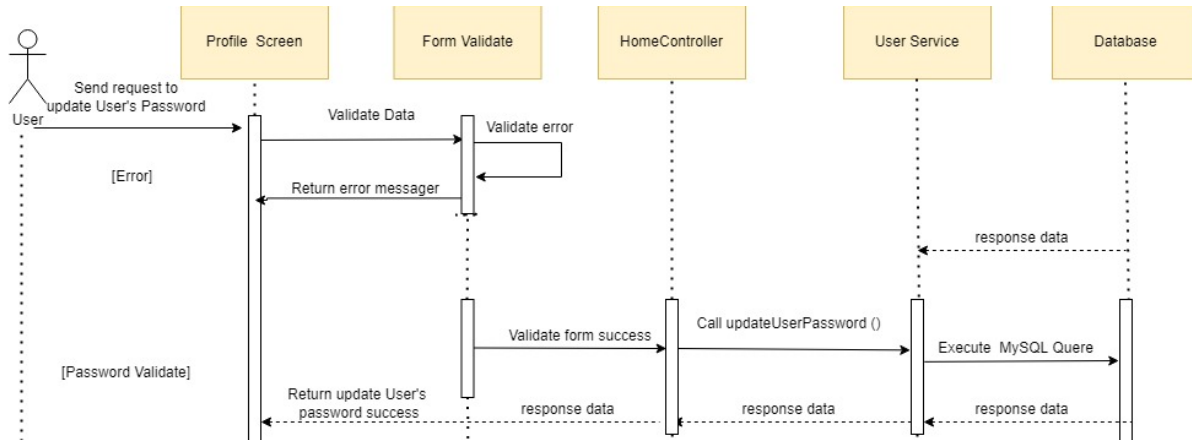 Profile Screen
Form Validate
HomeController
User Service
Database
Send request to
update User's Password
User
Validate Data
Validate error
[Error]
Return error messager
response data
Validate form success
Call updateUserPassword ()
Execute MySQL Quere
[Password Validate]
Return update User's
password success
response data
response data
response data